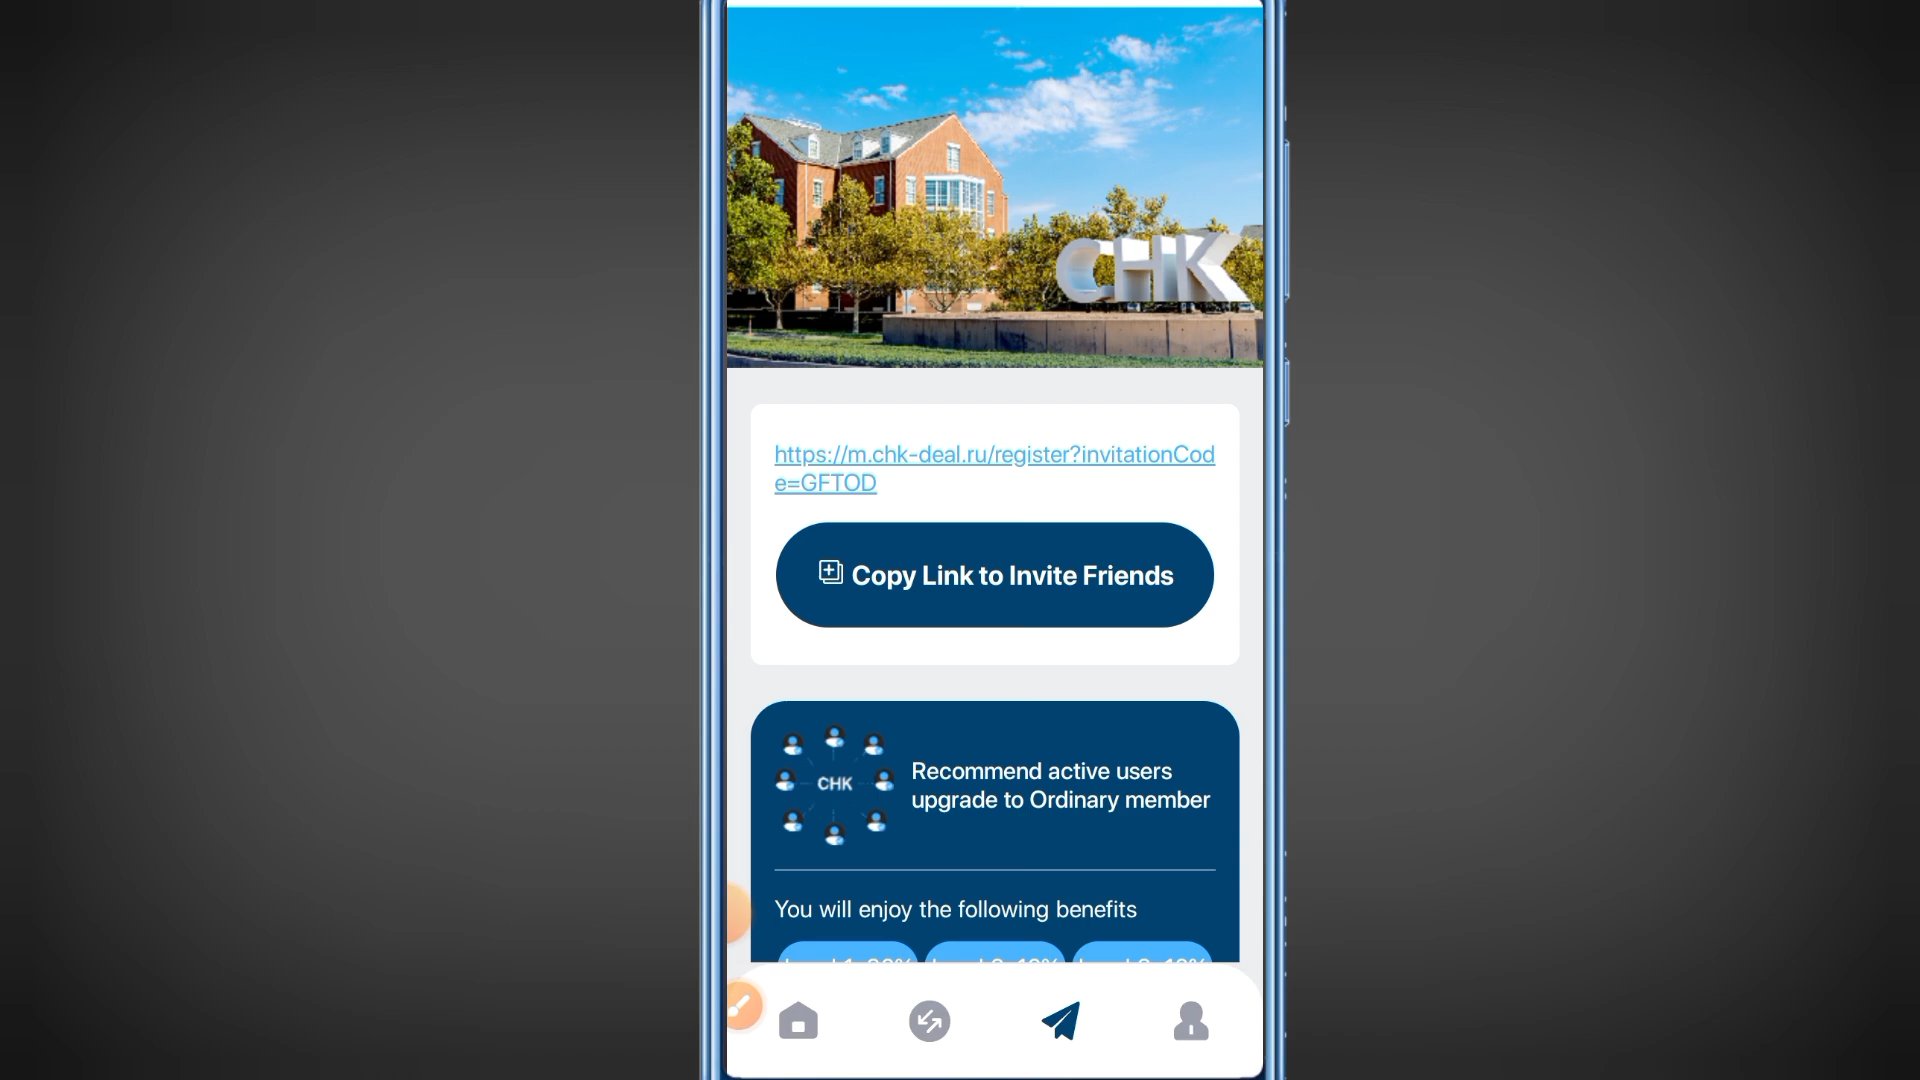 CHK
https://m.chk-deal.ru/register?invitationCod
e=GFTOD
Copy Link to Invite Friends
CHK
Recommend active users
upgrade to Ordinary member
You will enjoy the following benefits